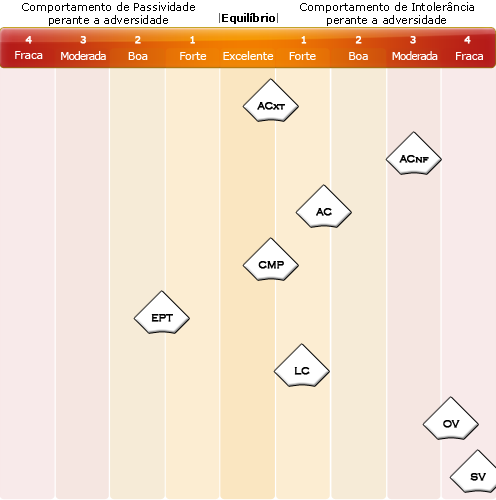 Comportamento de Passividade
perante a adversidade
|Equilíbrio|
Comportamento de Intolerância
perante a adversidade
4 3 2 1 1 2 3 4
Fraca Moderada Boa Forte Excelente Forte Boa Moderada Fraca
ACXT
ACNF
AC
CMP
EPT
LC
OV
SV